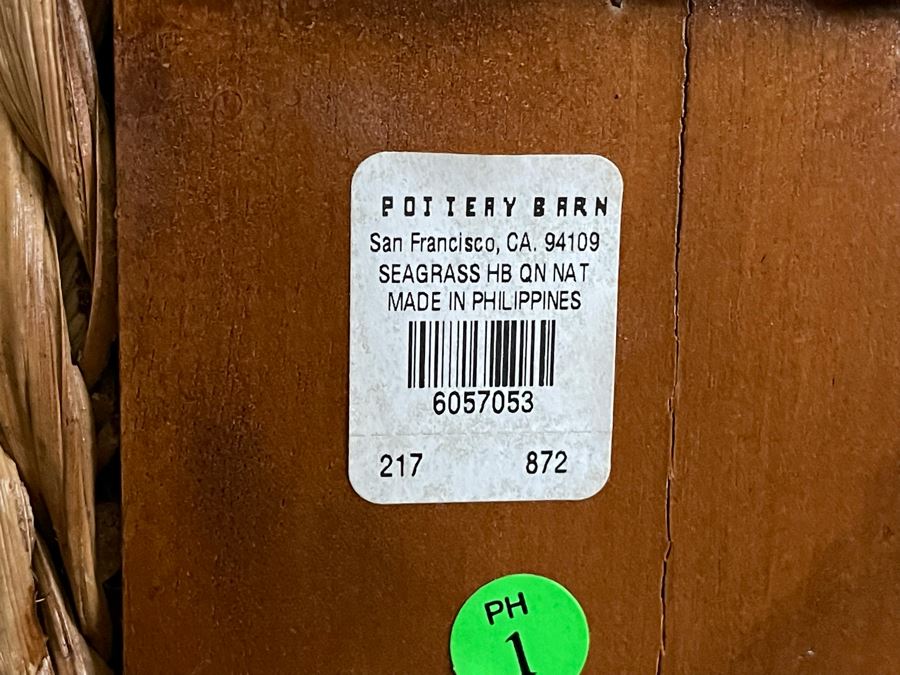 POTTERY BARN
San Francisco, CA. 94109
SEAGRASS HB QN NAT
MADE IN PHILIPPINES
6057053
217 872
PH
1